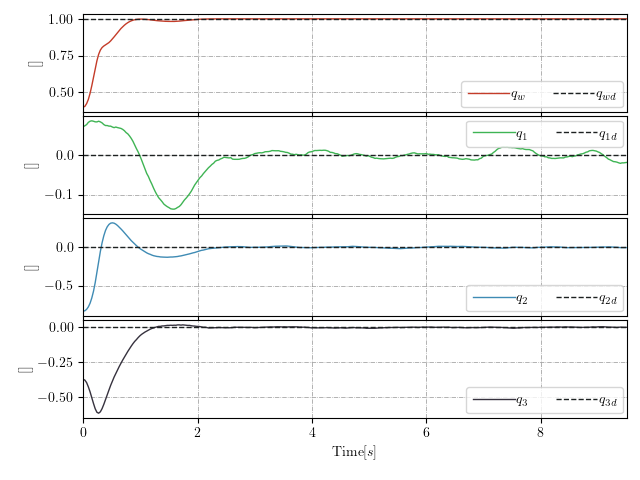 1.00
0.75
0.50
[]
q_w q_{wd}
0.0
−0.1
[]
q_1 q_{1d}
0.0
−0.5
[]
q_2 q_{2d}
0.00
−0.25
−0.50
[]
q_3 q_{3d}
0 2 4 6 8
Time[s]